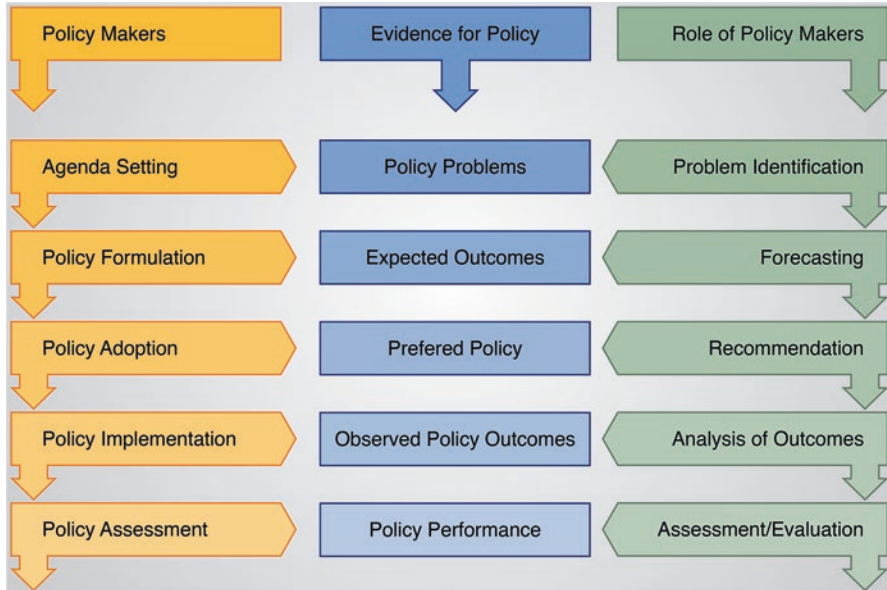 Policy Makers
Evidence for Policy
Role of Policy Makers
Agenda Setting
Policy Problems
Problem Identification
Policy Formulation
Expected Outcomes
Forecasting
Policy Adoption
Prefered Policy
Recommendation
Policy Implementation
Observed Policy Outcomes
Analysis of Outcomes
Policy Assessment
Policy Performance
Assessment/Evaluation